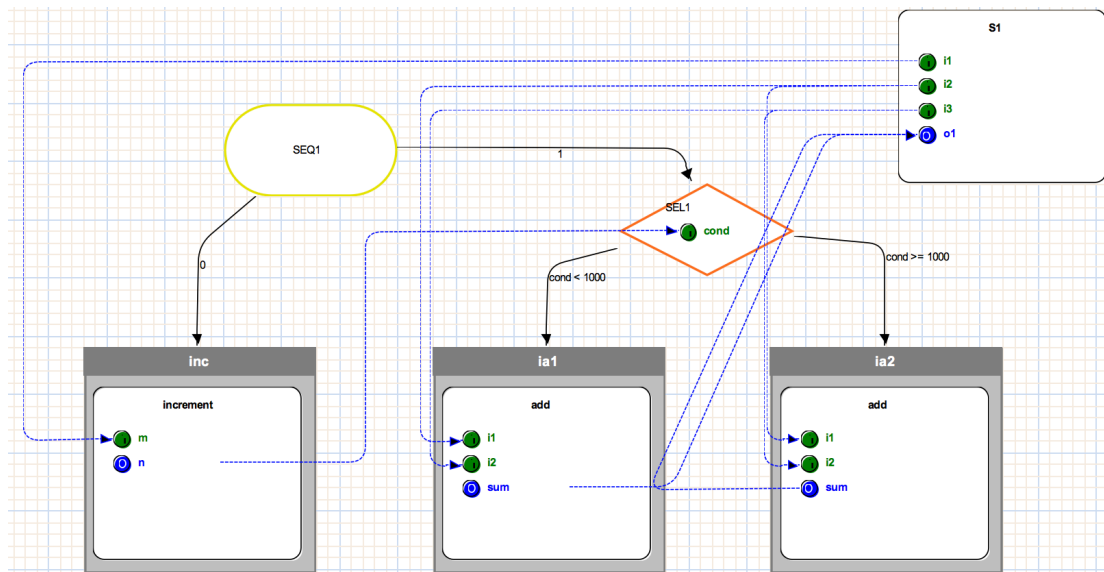 S1
i1
i2
i3
O o1
SEQ1
1
SEL1
I cond
0
cond < 1000
cond >= 1000
inc
increment
I m
O n
ia1
add
I i1
I i2
O sum
ia2
add
I i1
I i2
O sum